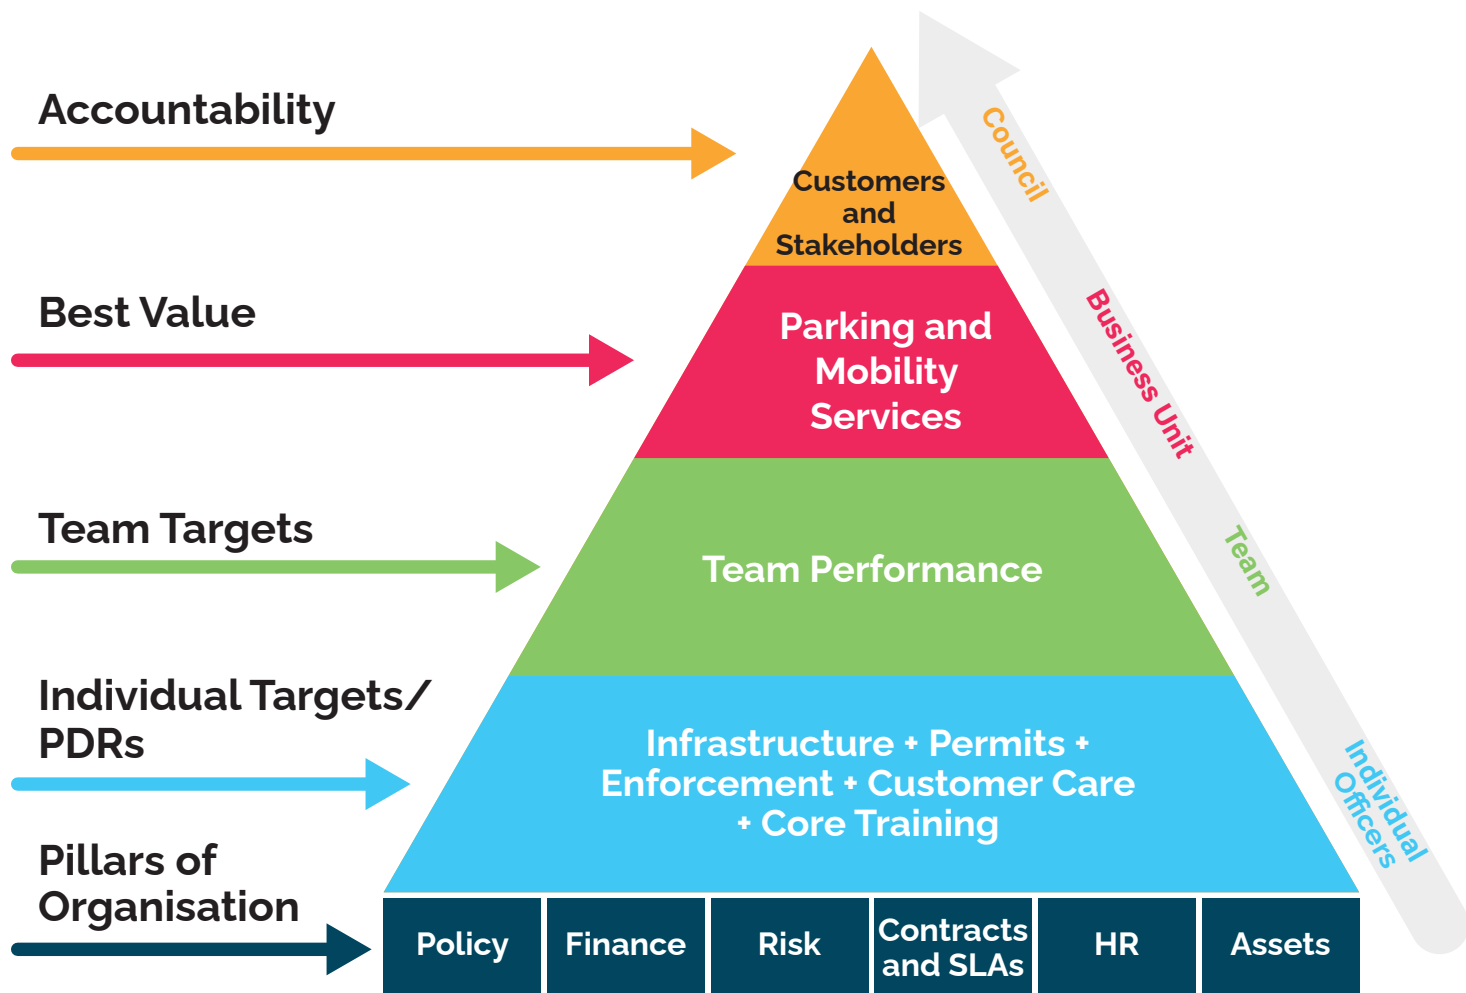 Accountability
Customers
and
Stakeholders
Council
Best Value
Parking and
Mobility
Services
Business Unit
Team Targets
Team Performance
Team
Individual Targets/
PDRs
Infrastructure + Permits +
Enforcement + Customer Care
+ Core Training
Individual
Officers
Pillars of
Organisation
Policy
Finance
Risk
Contracts
and SLAs
HR
Assets